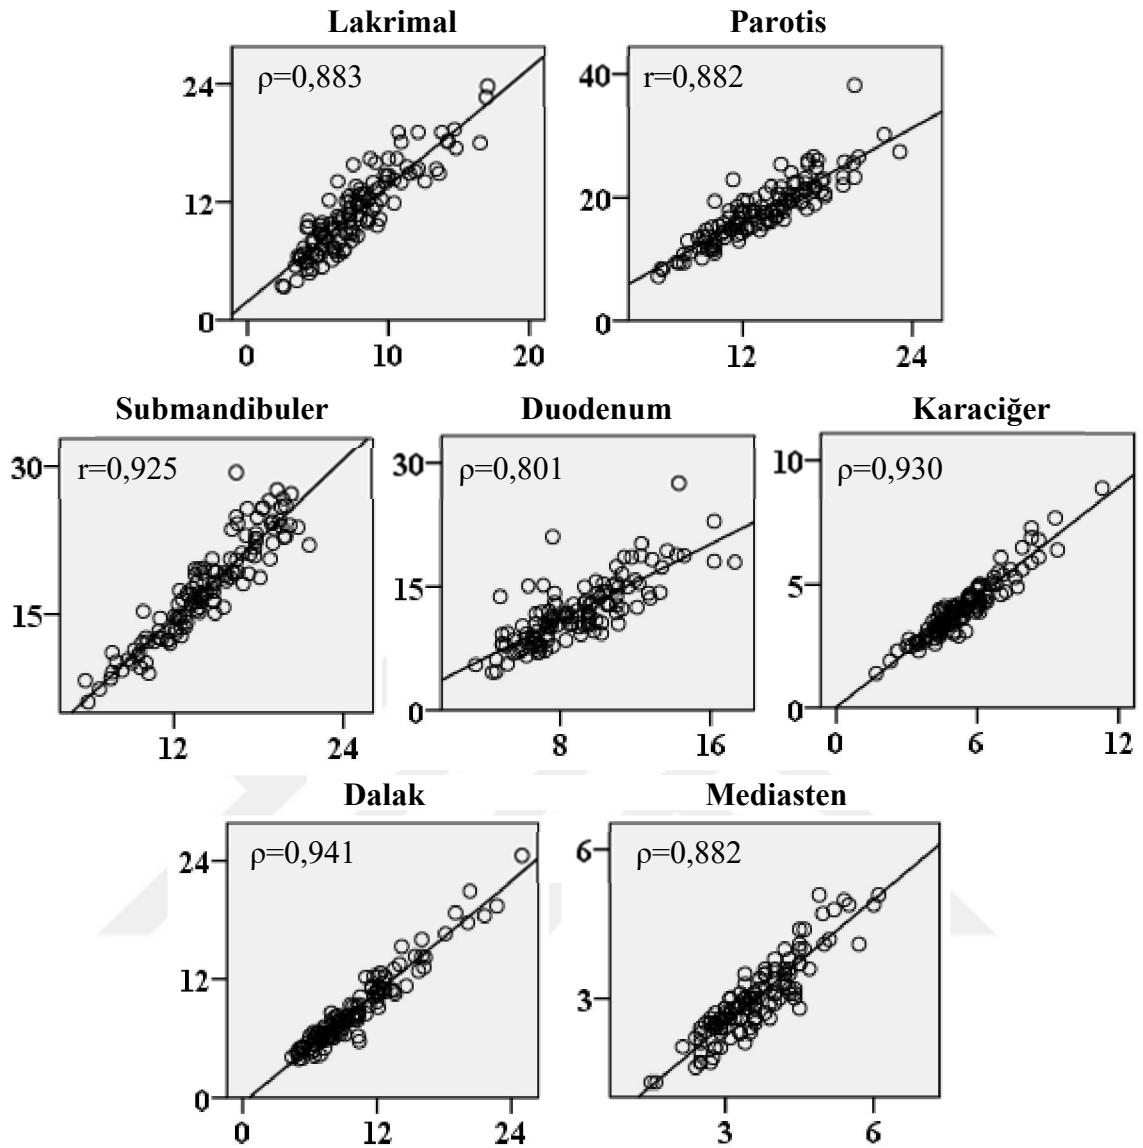 Lakrimal
Parotis
24
12
0
ρ=0,883
0 10 20
40
20
0
r=0,882
12 24
Submandibuler
Duodenum
Karaciğer
30
15
r=0,925
12 24
30
15
0
ρ=0,801
8 16
10
5
0
ρ=0,930
0 6 12
Dalak
Mediasten
24
12
0
ρ=0,941
0 12 24
6
3
ρ=0,882
3 6